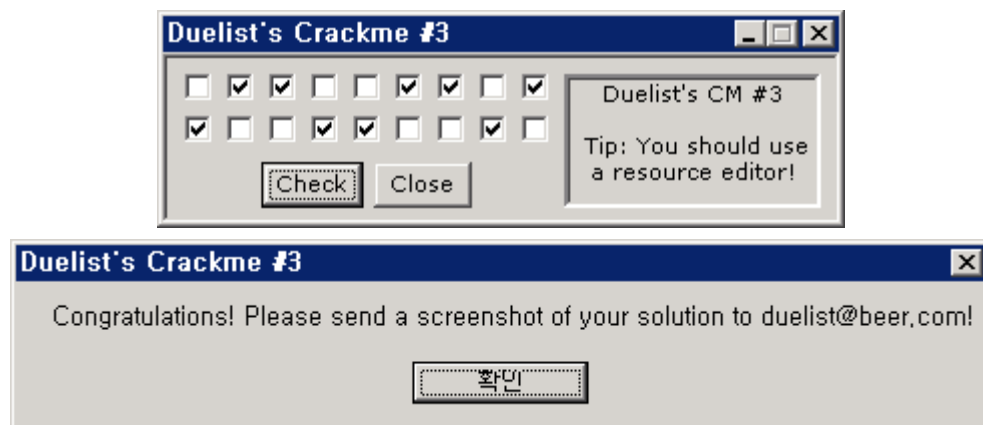 Duelist's Crackme #3
Duelist's CM #3
Tip: You should use
a resource editor!
Check Close
Duelist's Crackme #3
Congratulations! Please send a screenshot of your solution to duelist@beer.com!
확인